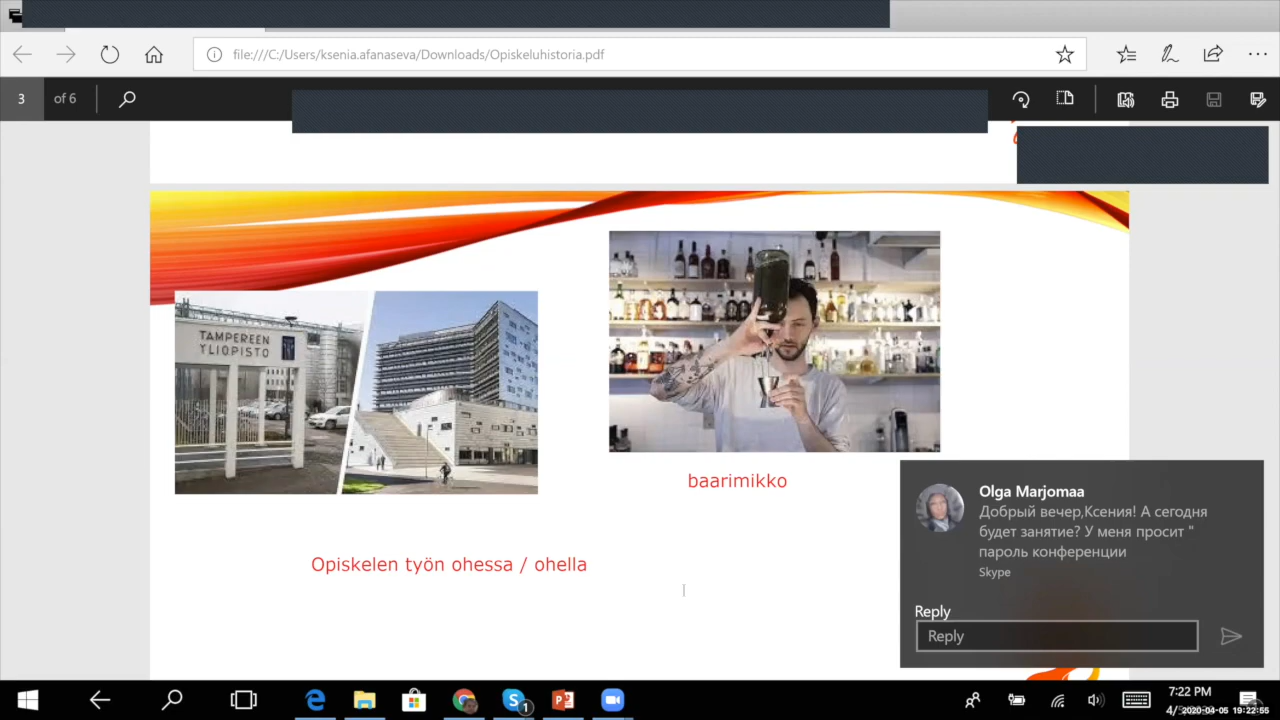 file:///C:/Users/ksenia.afanaseva/Downloads/Opiskeluhistoria.pdf
3 of 6
TAMPEREEN
YLIOPISTO
baarimikko
Opiskelen työn ohessa / ohella
Olga Marjomaa
Добрый вечер,Ксения! А сегодня
будет занятие? У меня просит "
пароль конференции
Skype
Reply
Reply
1
7:22 PM
2020-04-05 19:22:55